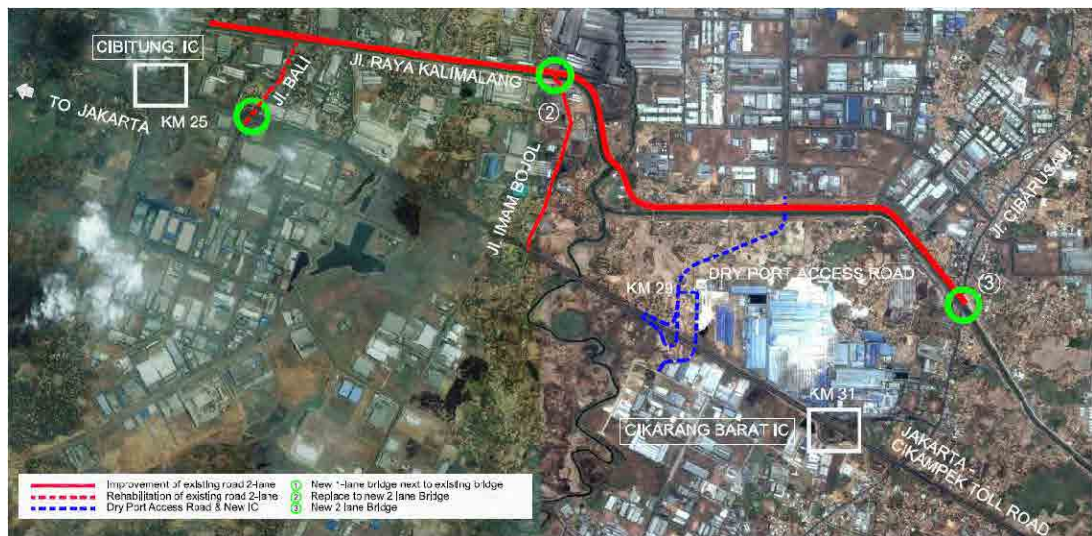 CIBITUNG IC
KM 25
TO JAKARTA
JL. BALI
JL. RAYA KALIMALANG
②
JL. IMAM BOJOL
JL. CIBARUSAH
③
DRY PORT ACCESS ROAD
KM 29
KM 31
CIKARANG BARAT IC
JAKARTA -
CIKAMPEK TOLL ROAD
Improvement of existing road 2-lane
Rehabilitation of existing road 2-lane
Dry Port Access Road & New IC
① New 1-lane bridge next to existing bridge
② Replace to new 2 lane Bridge
③ New 2 lane Bridge